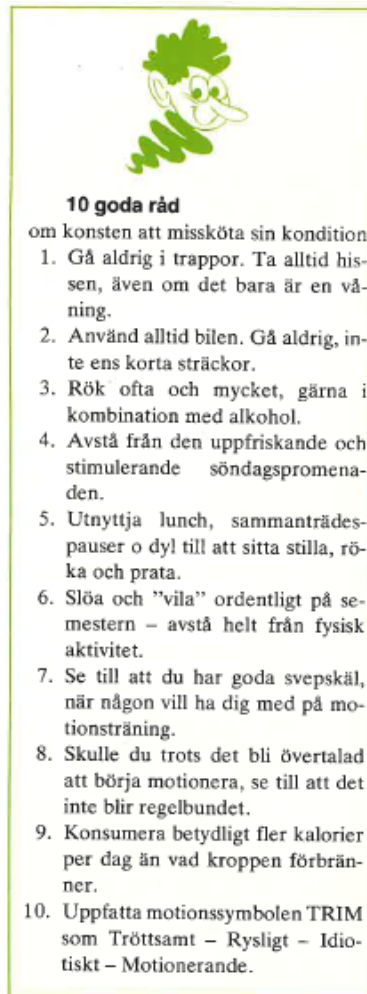 10 goda råd
om konsten att missköta sin kondition
1. Gå aldrig i trappor. Ta alltid his-
sen, även om det bara är en vå-
ning.
2. Använd alltid bilen. Gå aldrig, in-
te ens korta sträckor.
3. Rök ofta och mycket, gärna i
kombination med alkohol.
4. Avstå från den uppfriskande och
stimulerande söndagspromena-
den.
5. Utnyttja lunch, sammanträdes-
pauser o dyl till att sitta stilla, rö-
ka och prata.
6. Slöa och ”vila” ordentligt på se-
mestern – avstå helt från fysisk
aktivitet.
7. Se till att du har goda svepskäl,
när någon vill ha dig med på mo-
tionsträning.
8. Skulle du trots det bli övertalad
att börja motionera, se till att det
inte blir regelbundet.
9. Konsumera betydligt fler kalorier
per dag än vad kroppen förbrän-
ner.
10. Uppfatta motionssymbolen TRIM
som Tröttsamt – Rysligt – Idio-
tiskt – Motionerande.